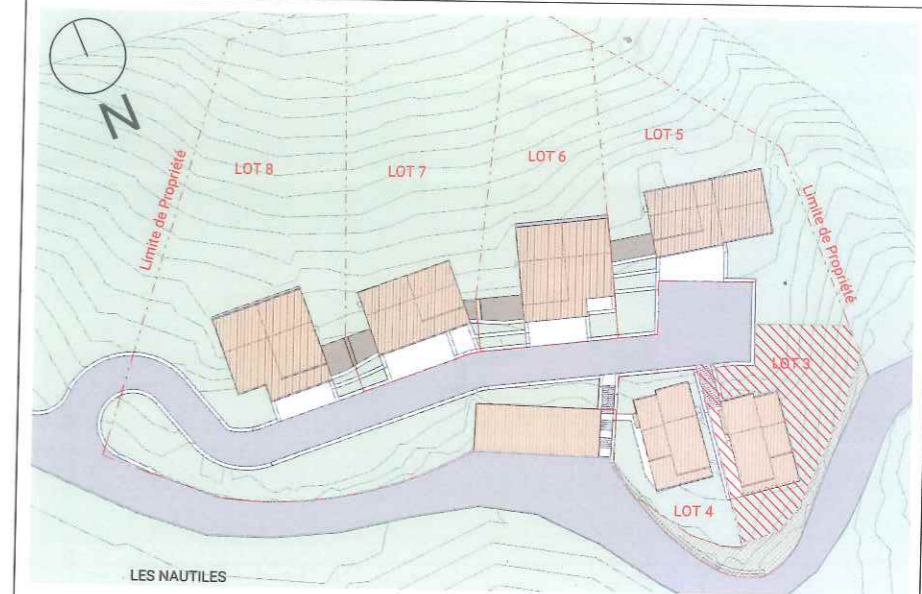 N
LOT 5
LOT 6
LOT 8
LOT 7
Limite de Propriété
Limite de Propriété
LOT 3
LOT 4
LES NAUTILES